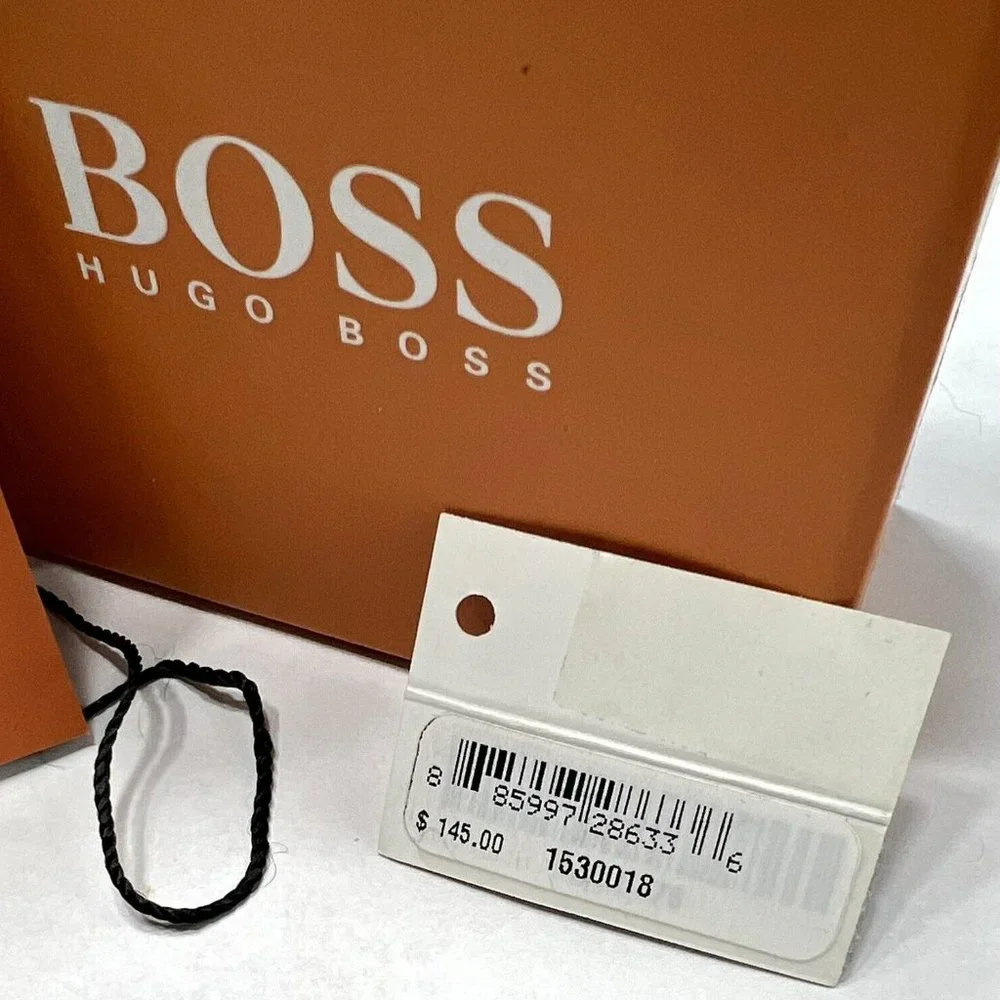 BOSS
HUGO BOSS
8 85997 28633 6
$ 145.00 1530018